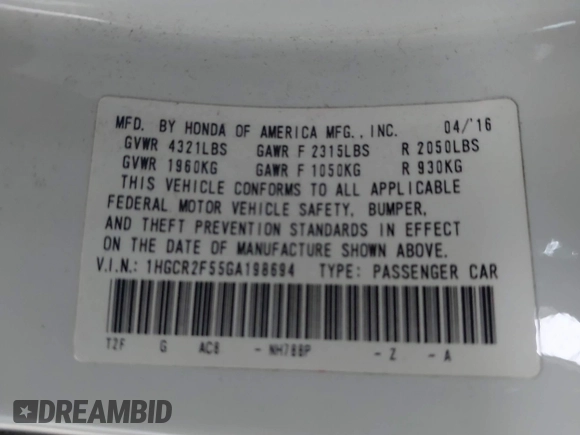 MFD. BY HONDA OF AMERICA MFG., INC. 04/'16
GVWR 4321LBS GAWR F 2315LBS R 2050LBS
GVWR 1960KG GAWR F 1050KG R 930KG
THIS VEHICLE CONFORMS TO ALL APPLICABLE
FEDERAL MOTOR VEHICLE SAFETY, BUMPER,
AND THEFT PREVENTION STANDARDS IN EFFECT
ON THE DATE OF MANUFACTURE SHOWN ABOVE.
V.I.N.: 1HGCR2F55GA198694 TYPE: PASSENGER CAR
T2F G AC8 - NH788P - Z - A
DREAMBID